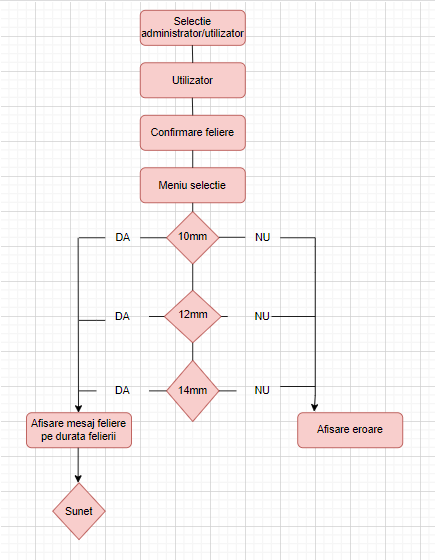 Selectie
administrator/utilizator
Utilizator
Confirmare feliere
Meniu selectie
DA
10mm
NU
DA
12mm
NU
DA
14mm
NU
Afisare mesaj feliere
pe durata felierii
Afisare eroare
Sunet